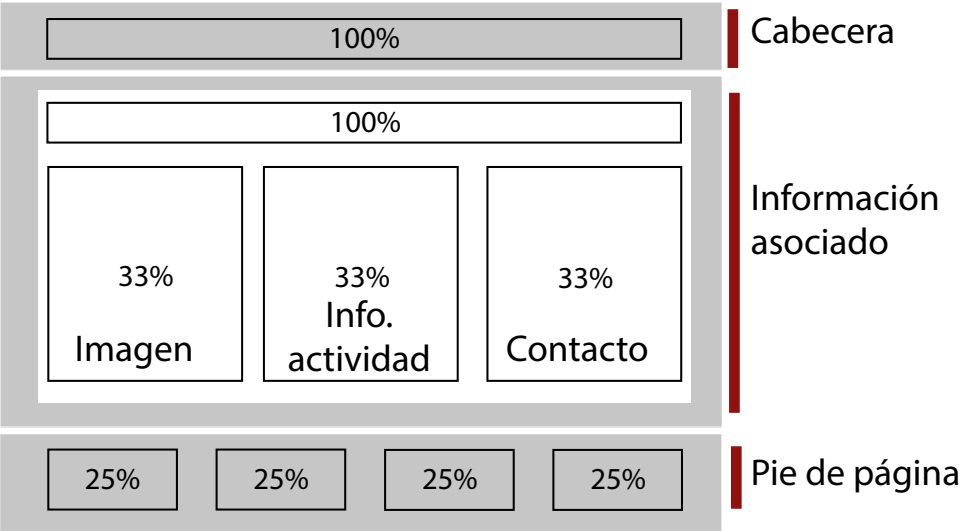 100%
Cabecera
100%
33%
Imagen
33%
Info.
actividad
33%
Contacto
Información
asociado
25%
25%
25%
25%
Pie de página